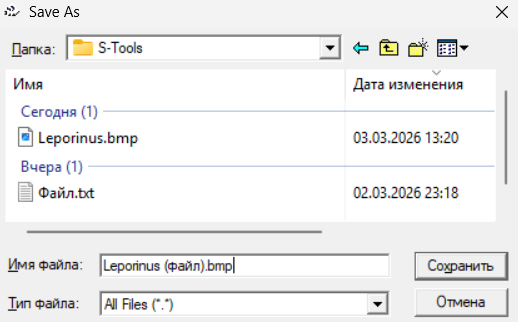 Save As
Папка: S-Tools
Имя Дата изменения
Сегодня (1)
Leporinus.bmp 03.03.2026 13:20
Вчера (1)
Файл.txt 02.03.2026 23:18
Имя файла: Leporinus (файл).bmp Сохранить
Тип файла: All Files (*.*) Отмена